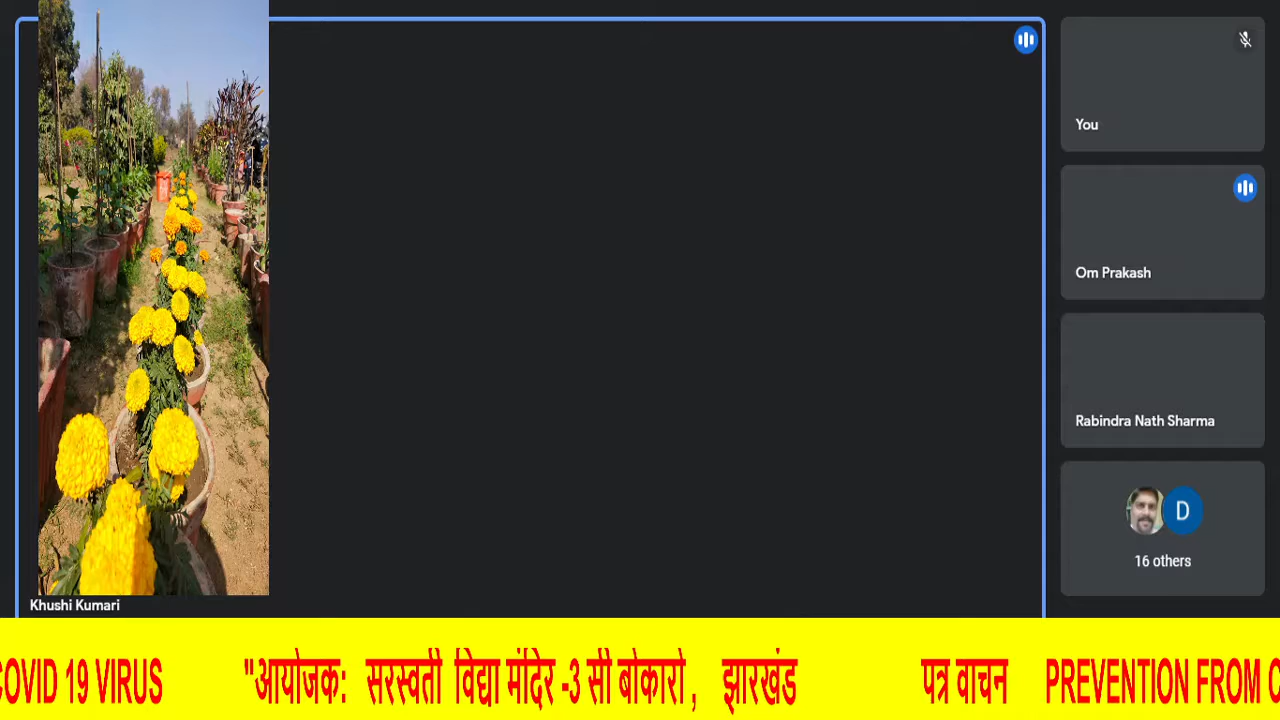 You
Om Prakash
Rabindra Nath Sharma
D
16 others
Khushi Kumari
COVID 19 VIRUS "आयोजक: सरस्वती विद्या मंदिर -3 सी बोकारो , झारखंड पत्र वाचन PREVENTION FROM C